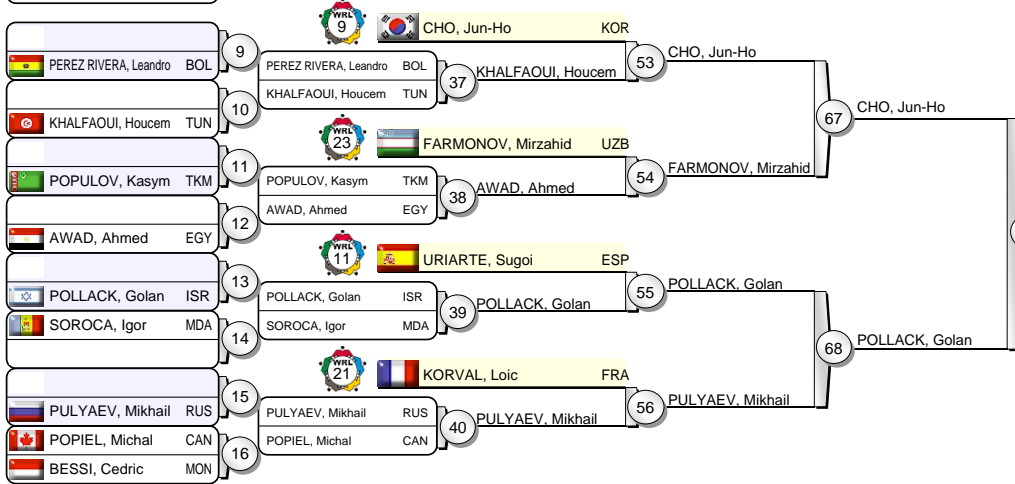 WRL 9
CHO, Jun-Ho KOR
9
PEREZ RIVERA, Leandro BOL
PEREZ RIVERA, Leandro BOL
KHALFAOUI, Houcem TUN
37
KHALFAOUI, Houcem
53
CHO, Jun-Ho
10
KHALFAOUI, Houcem TUN
67
CHO, Jun-Ho
WRL 23
FARMONOV, Mirzahid UZB
11
POPULOV, Kasym TKM
POPULOV, Kasym TKM
AWAD, Ahmed EGY
38
AWAD, Ahmed
54
FARMONOV, Mirzahid
12
AWAD, Ahmed EGY
WRL 11
URIARTE, Sugoi ESP
13
POLLACK, Golan ISR
POLLACK, Golan ISR
SOROCA, Igor MDA
39
POLLACK, Golan
55
POLLACK, Golan
SOROCA, Igor MDA
14
68
POLLACK, Golan
WRL 21
KORVAL, Loic FRA
15
PULYAEV, Mikhail RUS
PULYAEV, Mikhail RUS
POPIEL, Michal CAN
40
PULYAEV, Mikhail
56
PULYAEV, Mikhail
POPIEL, Michal CAN
16
BESSI, Cedric MON